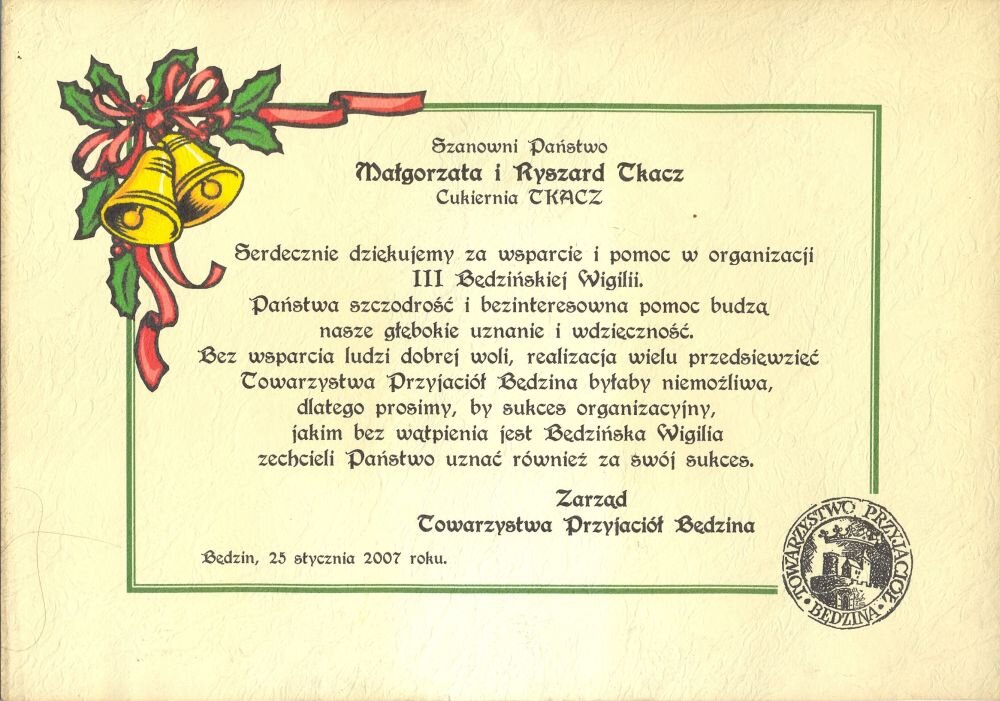 Szanowni Państwo
Małgorzata i Ryszard Tkacz
Cukiernia TKACZ
Serdecznie dziękujemy za wsparcie i pomoc w organizacji
III Będzińskiej Wigilii.
Państwa szczodrość i bezinteresowna pomoc budzą
nasze głębokie uznanie i wdzięczność.
Bez wsparcia ludzi dobrej woli, realizacja wielu przedsięwzięć
Towarzystwa Przyjaciół Będzina byłaby niemożliwa,
dlatego prosimy, by sukces organizacyjny,
jakim bez wątpienia jest Będzińska Wigilia
zechcieli Państwo uznać również za swój sukces.
Zarząd
Towarzystwa Przyjaciół Będzina
Będzin, 25 stycznia 2007 roku.
TOWARZYSTWO PRZYJACIÓŁ
• BĘDZINA •